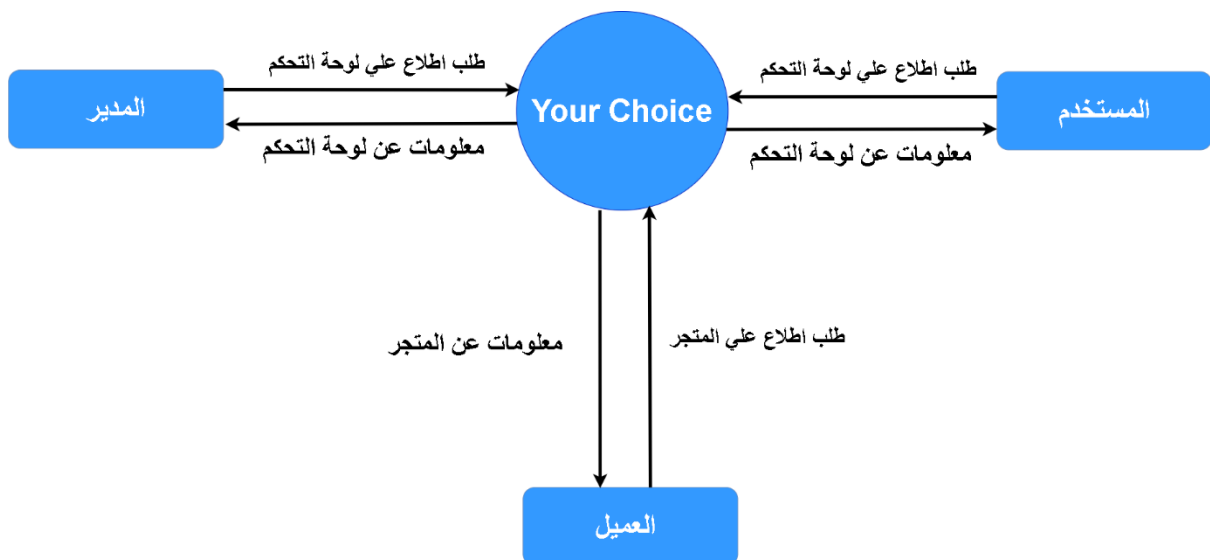 طلب اطلاع علي لوحة التحكم
طلب اطلاع علي لوحة التحكم
المستخدم
Your Choice
المدير
معلومات عن لوحة التحكم
معلومات عن لوحة التحكم
طلب اطلاع علي المتجر
معلومات عن المتجر
العميل